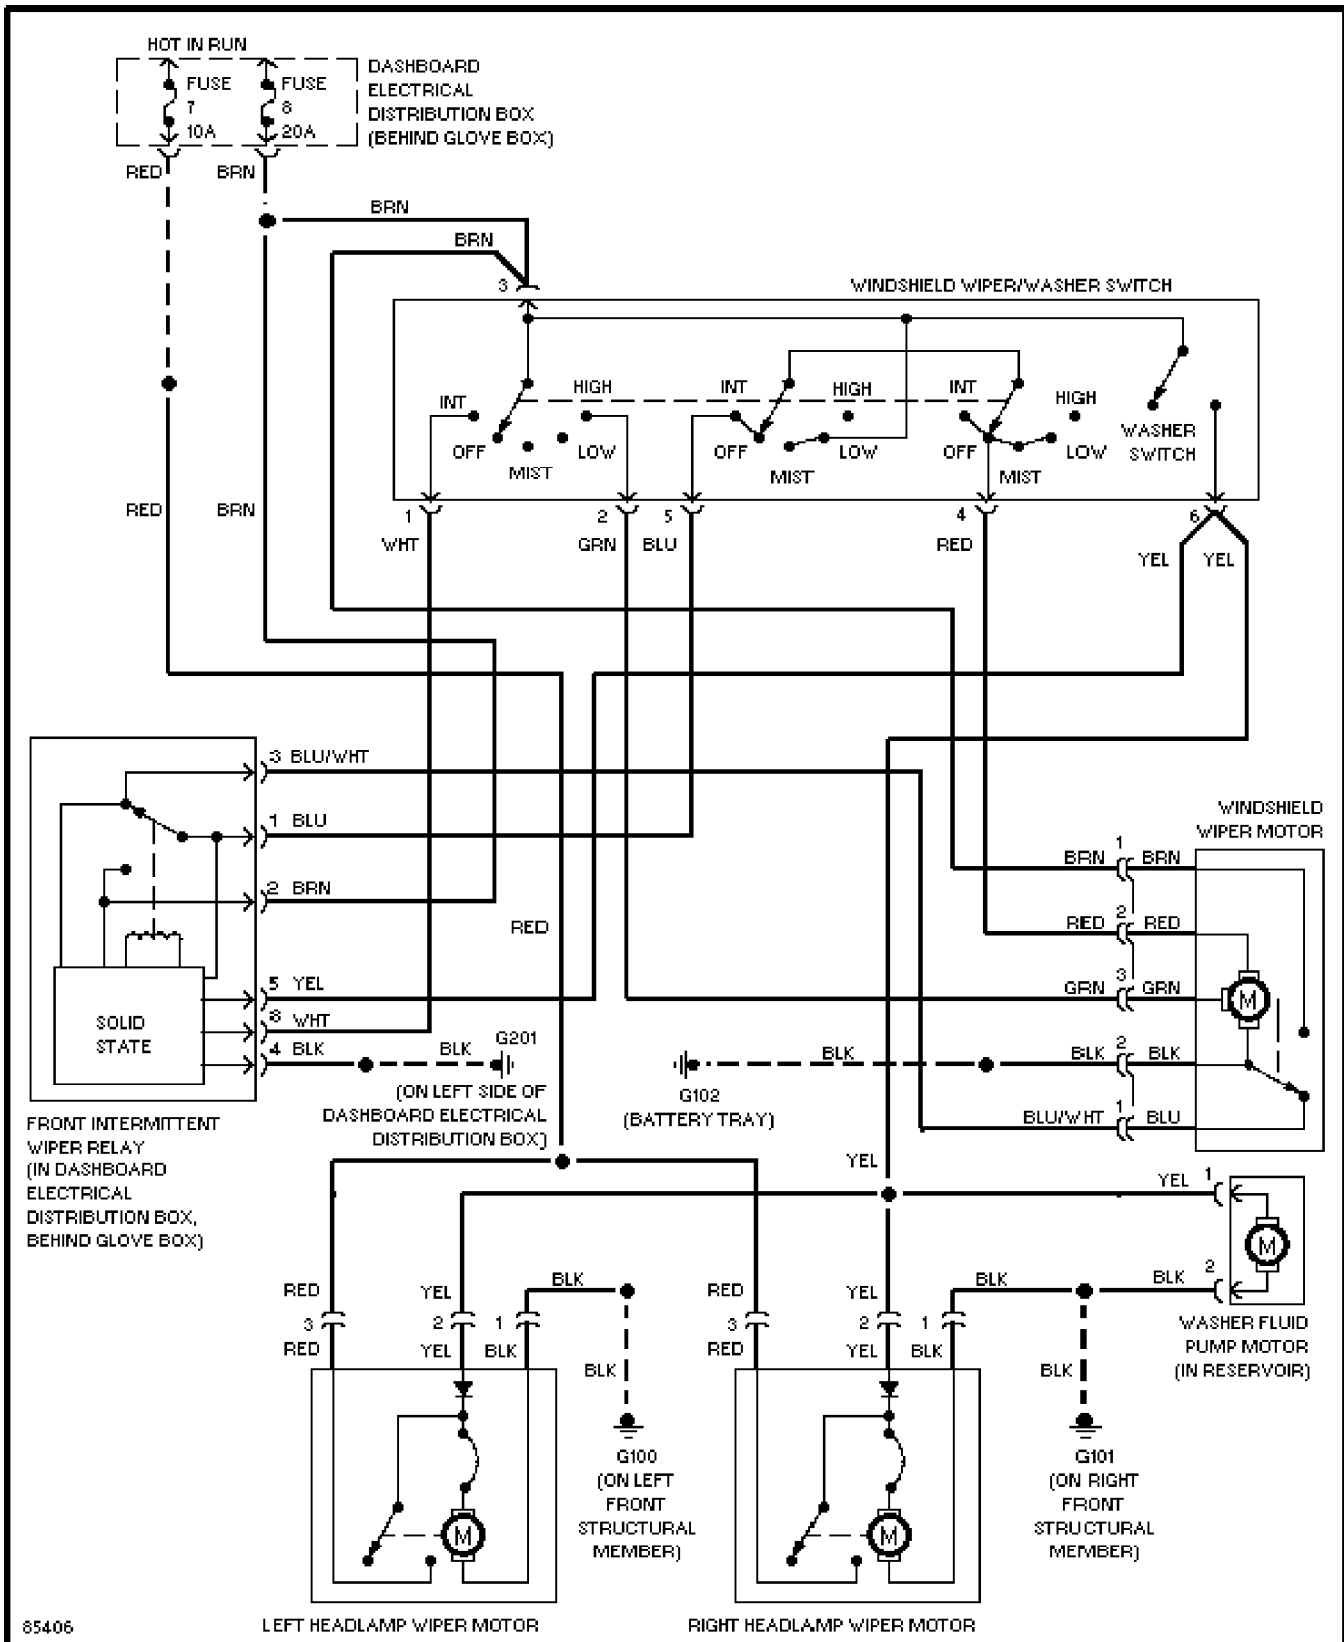 HOT IN RUN
FUSE
7
10A
FUSE
8
20A
DASHBOARD
ELECTRICAL
DISTRIBUTION BOX
(BEHIND GLOVE BOX)
RED
BRN
BRN
BRN
3
WINDSHIELD WIPER/WASHER SWITCH
INT
HIGH
OFF
LOW
MIST
INT
HIGH
OFF
LOW
MIST
INT
HIGH
OFF
LOW
MIST
WASHER
SWITCH
RED
BRN
1
2
5
4
6
WHT
GRN
BLU
RED
YEL
YEL
3 BLU/WHT
1 BLU
2 BRN
RED
5 YEL
WHT
4 BLK
BLK
G201
(ON LEFT SIDE OF
DASHBOARD ELECTRICAL
DISTRIBUTION BOX)
SOLID
STATE
FRONT INTERMITTENT
WIPER RELAY
(IN DASHBOARD
ELECTRICAL
DISTRIBUTION BOX,
BEHIND GLOVE BOX)
WINDSHIELD
WIPER MOTOR
BRN 1 BRN
RED 2 RED
GRN 3 GRN
M
BLK
BLK 2 BLK
G102
(BATTERY TRAY)
BLU/WHT 1 BLU
YEL
YEL 1
M
BLK 2
WASHER FLUID
PUMP MOTOR
(IN RESERVOIR)
RED
YEL
BLK
3
2
1
RED
YEL
BLK
BLK
G100
(ON LEFT
FRONT
STRUCTURAL
MEMBER)
M
LEFT HEADLAMP WIPER MOTOR
RED
YEL
BLK
3
2
1
RED
YEL
BLK
BLK
G101
(ON RIGHT
FRONT
STRUCTURAL
MEMBER)
M
RIGHT HEADLAMP WIPER MOTOR
85406